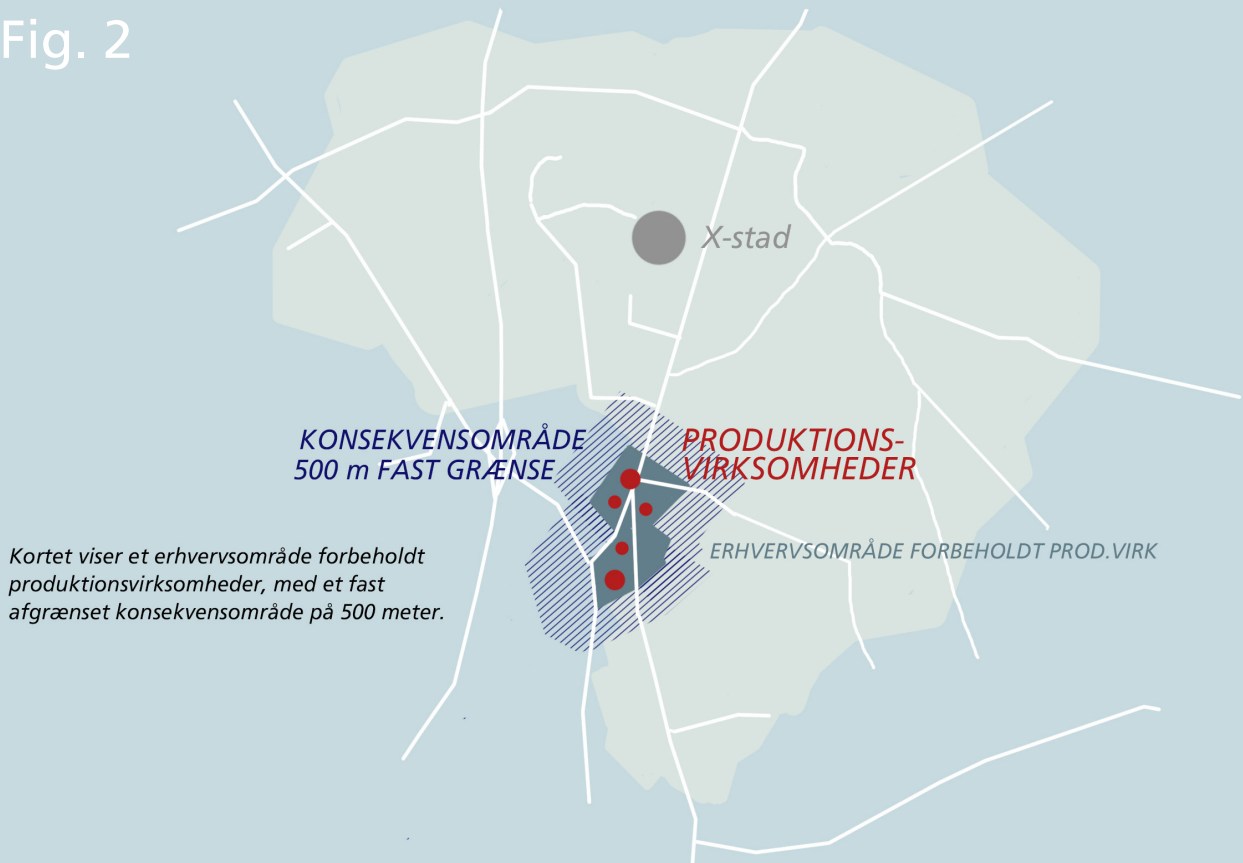 Fig. 2
X-stad
KONSEKVENSOMRÅDE
500 m FAST GRÆNSE
PRODUKTIONS-
VIRKSOMHEDER
ERHVERVSOMRÅDE FORBEHOLDT PROD.VIRK
Kortet viser et erhvervsområde forbeholdt
produktionsvirksomheder, med et fast
afgrænset konsekvensområde på 500 meter.